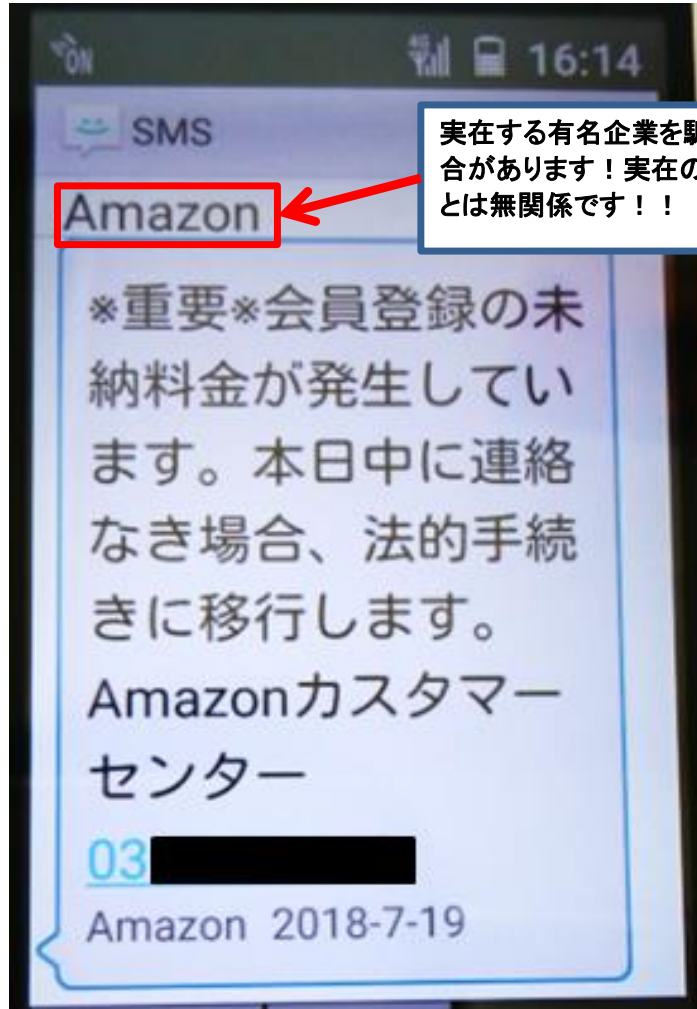 ON 4G 16:14
SMS
実在する有名企業を騙
合があります！実在の
とは無関係です！！
Amazon
※重要※会員登録の未
納料金が発生してい
ます。本日中に連絡
なき場合、法的手続
きに移行します。
Amazonカスタマー
センター
03
Amazon 2018-7-19